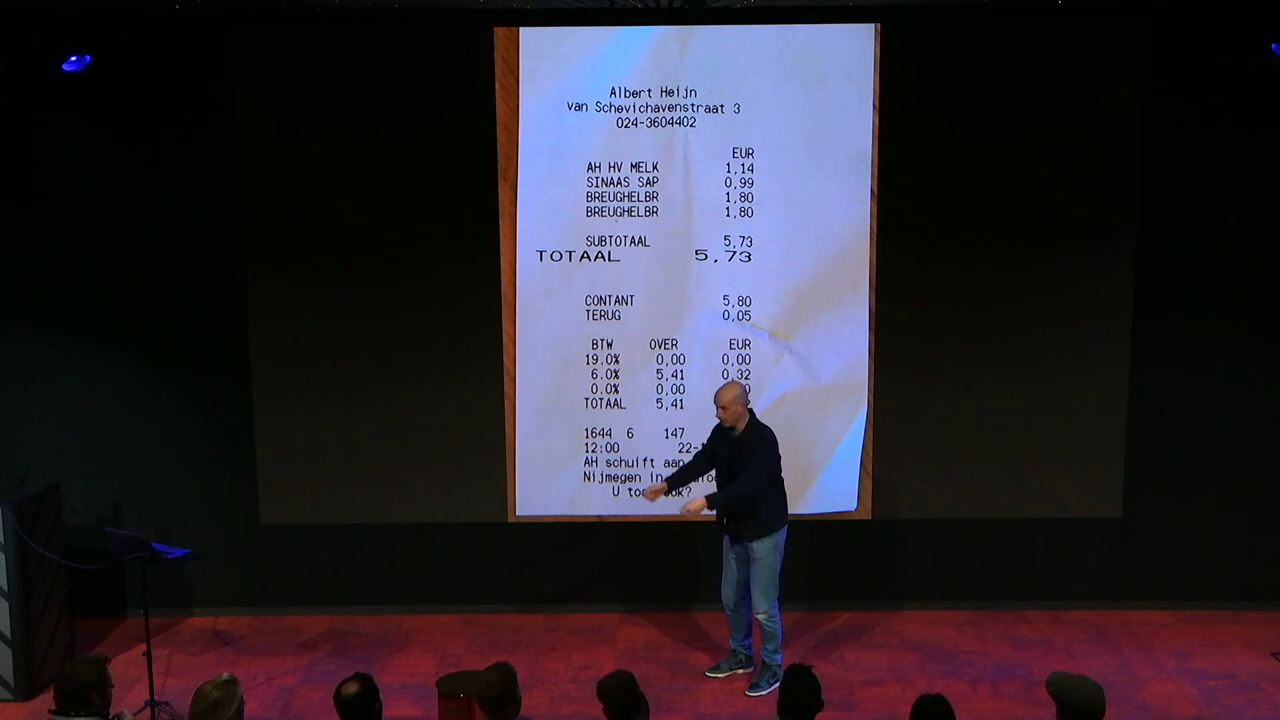 Albert Heijn
van Schevichavenstraat 3
024-3604402
EUR
AH HV MELK 1,14
SINAAS SAP 0,99
BREUGHELBR 1,80
BREUGHELBR 1,80
SUBTOTAAL 5,73
TOTAAL 5,73
CONTANT 5,80
TERUG 0,05
BTW OVER EUR
19.0% 0,00 0,00
6.0% 5,41 0,32
0.0% 0,00
TOTAAL 5,41
1644 6 147
12:00 22-
AH schuift aan
Nijmegen in
U